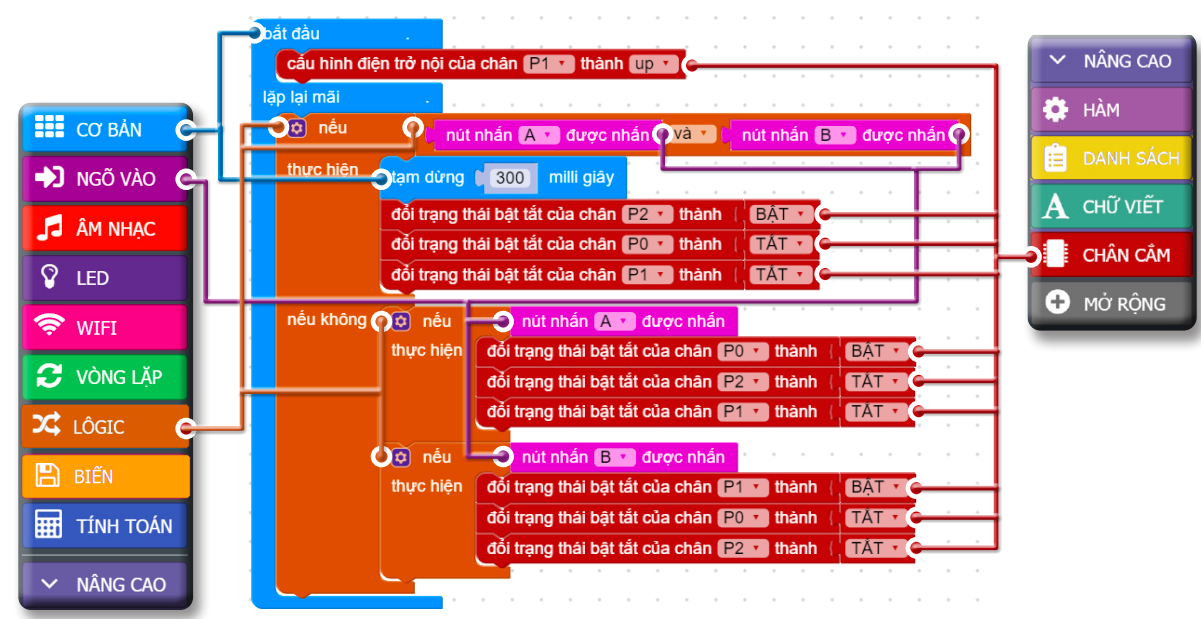 CƠ BẢN
NGÕ VÀO
ÂM NHẠC
LED
WIFI
VÒNG LẶP
LÔGIC
BIẾN
TÍNH TOÁN
NÂNG CAO
bắt đầu .
cấu hình điện trở nội của chân P1 thành up
lặp lại mãi .
nếu nút nhấn A được nhấn và nút nhấn B được nhấn
thực hiện tạm dừng 300 milli giây
đổi trạng thái bật tắt của chân P2 thành BẬT
đổi trạng thái bật tắt của chân P0 thành TẮT
đổi trạng thái bật tắt của chân P1 thành TẮT
nếu không nếu nút nhấn A được nhấn
thực hiện đổi trạng thái bật tắt của chân P0 thành BẬT
đổi trạng thái bật tắt của chân P2 thành TẮT
đổi trạng thái bật tắt của chân P1 thành TẮT
nếu nút nhấn B được nhấn
thực hiện đổi trạng thái bật tắt của chân P1 thành BẬT
đổi trạng thái bật tắt của chân P0 thành TẮT
đổi trạng thái bật tắt của chân P2 thành TẮT
NÂNG CAO
HÀM
DANH SÁCH
A CHỮ VIẾT
CHÂN CẮM
MỞ RỘNG